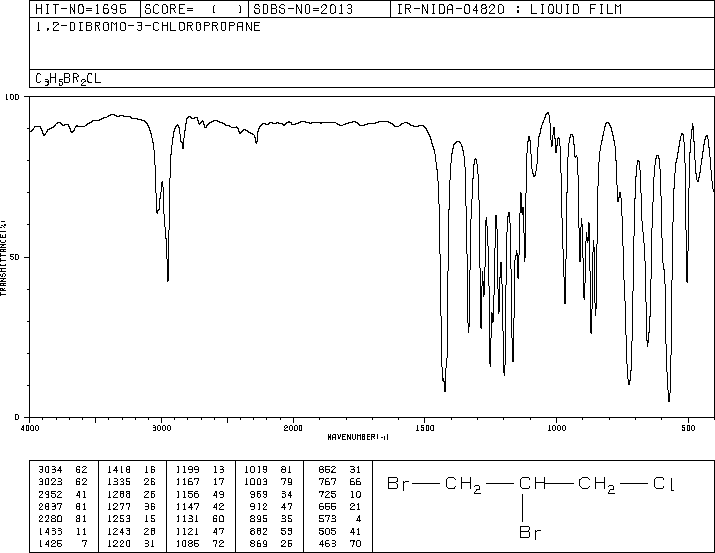 HIT-NO=1695 SCORE= ( ) SDBS-NO=2013 IR-NIDA-04820 : LIQUID FILM
1,2-DIBROMO-3-CHLOROPROPANE
C3H5BR2CL
100
50
0
TRANSMITTANCE(%)
4000 3000 2000 1500 1000 500
WAVENUMBER(-1)
3034 62 1418 16 1199 13 1019 81 852 31
3023 62 1335 26 1167 17 1003 79 767 66
2952 41 1288 26 1156 49 969 34 725 10
2837 81 1277 36 1147 42 912 47 655 21
2280 81 1253 15 1131 60 895 35 573 4
1433 11 1243 28 1121 47 882 53 505 41
1425 7 1220 31 1085 72 869 25 463 70
Br CH2 CH CH2 Cl
Br